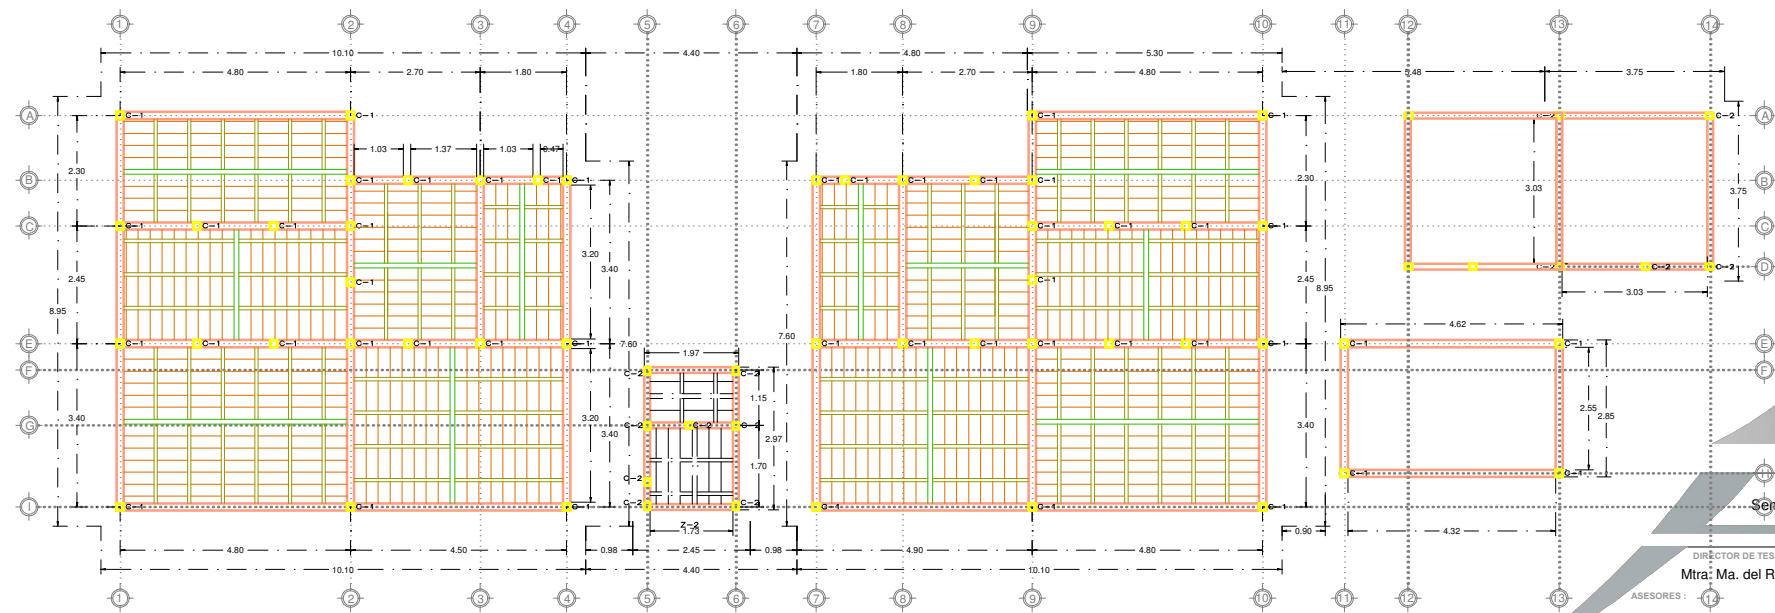 1 2 3 4 5 6 7 8 9 10 11 12 13 14
10.10 4.40 4.80 5.30
4.80 2.70 1.80 1.80 2.70 4.80 5.48 3.75
A C-1 C-1 C-1 C-1 C-2 C-2 A
1.03 1.37 1.03 0.47
2.30 2.30 3.03 3.75
B C-1 C-1 C-1 C-1 C-1 C-1 C-1 C-1 C-1 C-1 B
C C-1 C-1 C-1 C-1 C-1 C-1 C-1 C-1 C
3.20 3.40
2.45 2.45
C-2 C-2 C-2 D
C-1 C-1
8.95 8.95
3.03
7.60 7.60
4.62
E C-1 C-1 C-1 C-1 C-1 C-1 C-1 C-1 C-1 C-1 C-1 C-1 C-1 C-1 C-1 C-1 E
1.97
F C-2 C-2 F
1.15
2.55 2.85
3.40 3.20 3.40 3.40
G C-2 C-2 C-2 G
2.97
1.70
C-1 C-1 H
C-2
I C-1 C-1 C-1 C-2 C-2 C-1 C-1 C-1
Z-2
1.73 0.90 4.32
4.80 4.50 0.98 2.45 0.98 4.90 4.80
DIRECTOR DE TES
10.10 4.40 10.10
Mtra. Ma. del R
ASESORES :
1 2 3 4 5 6 7 8 9 10 11 12 13 14